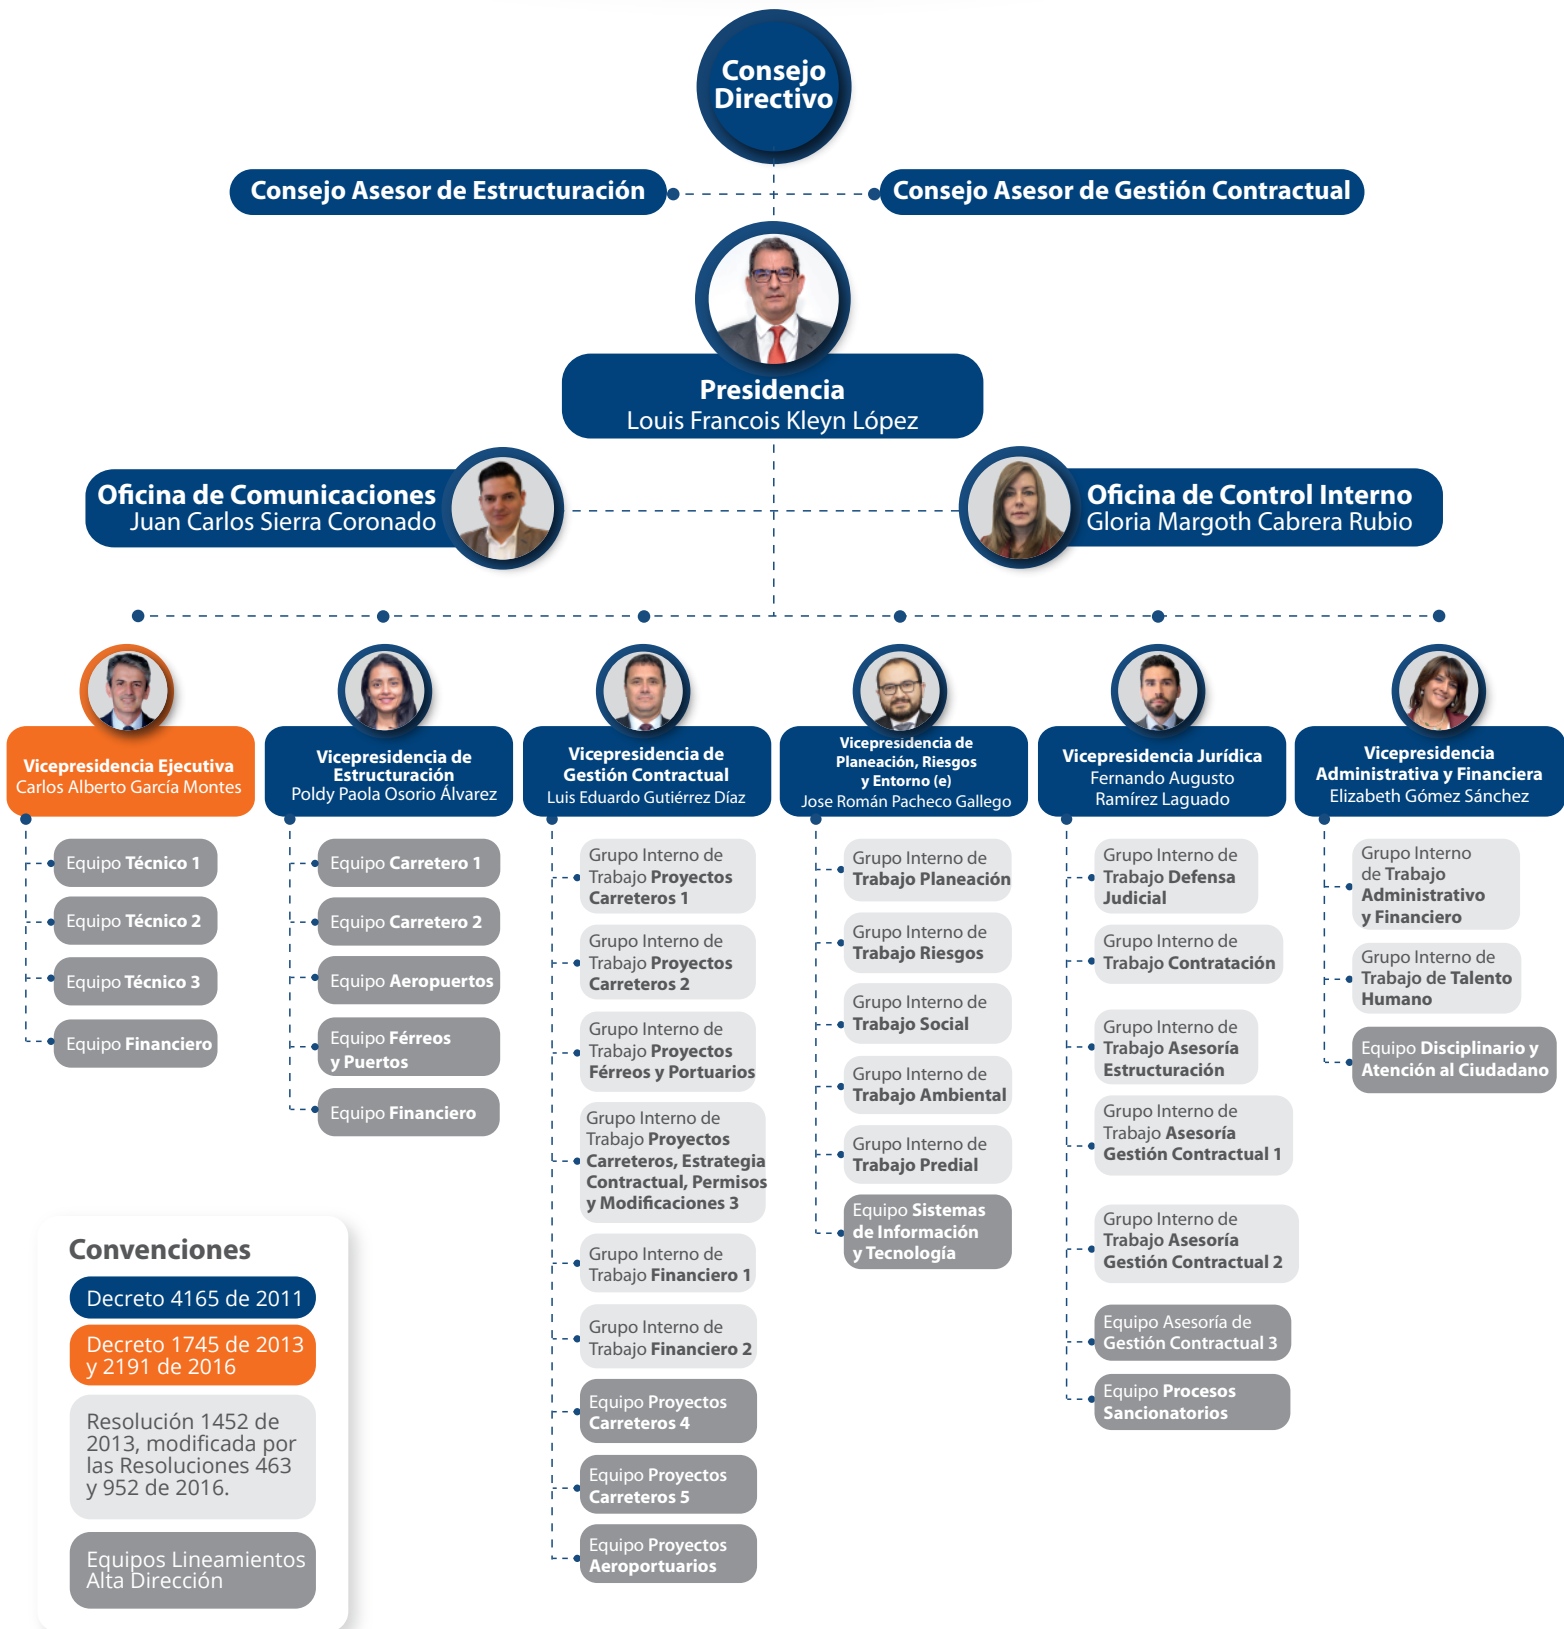 Consejo
Directivo
Consejo Asesor de Estructuración
Consejo Asesor de Gestión Contractual
Presidencia
Louis Francois Kleyn López
Oficina de Comunicaciones
Juan Carlos Sierra Coronado
Oficina de Control Interno
Gloria Margoth Cabrera Rubio
Vicepresidencia Ejecutiva
Carlos Alberto García Montes
Equipo Técnico 1
Equipo Técnico 2
Equipo Técnico 3
Equipo Financiero
Vicepresidencia de
Estructuración
Poldy Paola Osorio Álvarez
Equipo Carretero 1
Equipo Carretero 2
Equipo Aeropuertos
Equipo Férreos
y Puertos
Equipo Financiero
Vicepresidencia de
Gestión Contractual
Luis Eduardo Gutiérrez Díaz
Grupo Interno de
Trabajo Proyectos
Carreteros 1
Grupo Interno de
Trabajo Proyectos
Carreteros 2
Grupo Interno de
Trabajo Proyectos
Férreos y Portuarios
Grupo Interno de
Trabajo Proyectos
Carreteros, Estrategia
Contractual, Permisos
y Modificaciones 3
Grupo Interno de
Trabajo Financiero 1
Grupo Interno de
Trabajo Financiero 2
Equipo Proyectos
Carreteros 4
Equipo Proyectos
Carreteros 5
Equipo Proyectos
Aeroportuarios
Vicepresidencia de
Planeación, Riesgos
y Entorno (e)
Jose Román Pacheco Gallego
Grupo Interno de
Trabajo Planeación
Grupo Interno de
Trabajo Riesgos
Grupo Interno de
Trabajo Social
Grupo Interno de
Trabajo Ambiental
Grupo Interno de
Trabajo Predial
Equipo Sistemas
de Información
y Tecnología
Vicepresidencia Jurídica
Fernando Augusto
Ramírez Laguado
Grupo Interno de
Trabajo Defensa
Judicial
Grupo Interno de
Trabajo Contratación
Grupo Interno de
Trabajo Asesoría
Estructuración
Grupo Interno de
Trabajo Asesoría
Gestión Contractual 1
Grupo Interno de
Trabajo Asesoría
Gestión Contractual 2
Equipo Asesoría de
Gestión Contractual 3
Equipo Procesos
Sancionatorios
Vicepresidencia
Administrativa y Financiera
Elizabeth Gómez Sánchez
Grupo Interno
de Trabajo
Administrativo
y Financiero
Grupo Interno de
Trabajo de Talento
Humano
Equipo Disciplinario y
Atención al Ciudadano
Convenciones
Decreto 4165 de 2011
Decreto 1745 de 2013
y 2191 de 2016
Resolución 1452 de
2013, modificada por
las Resoluciones 463
y 952 de 2016.
Equipos Lineamientos
Alta Dirección